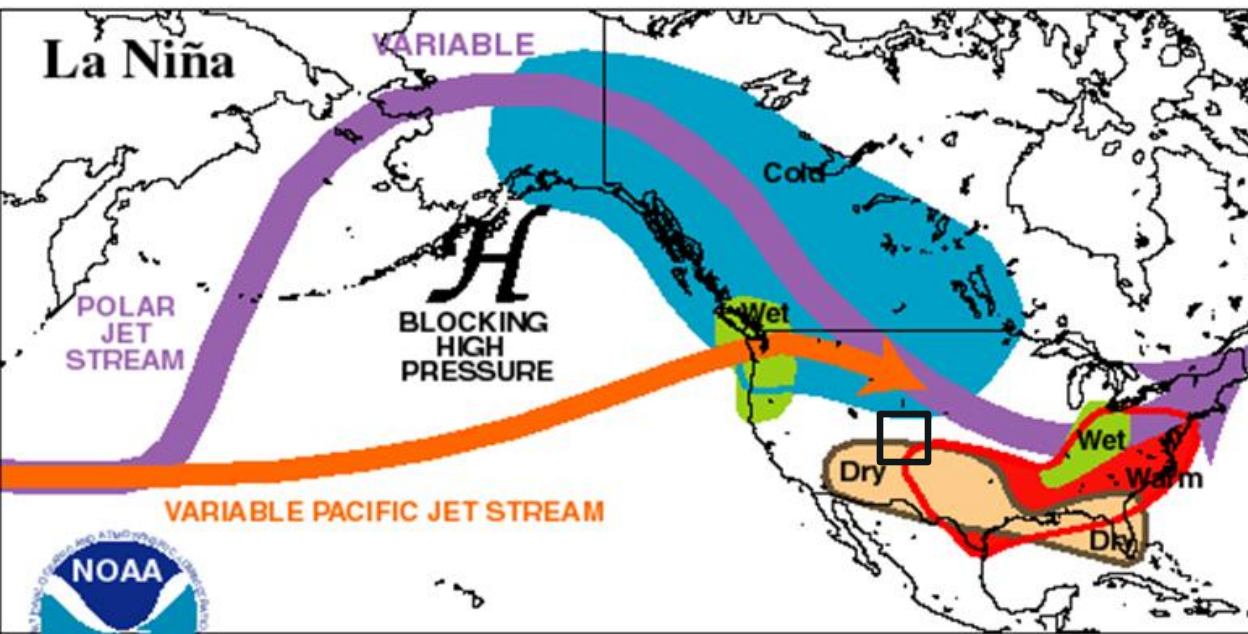 La Niña
VARIABLE
Cold
POLAR
JET
STREAM
H
BLOCKING
HIGH
PRESSURE
Wet
VARIABLE PACIFIC JET STREAM
Dry
Wet
Warm
Dry
NOAA